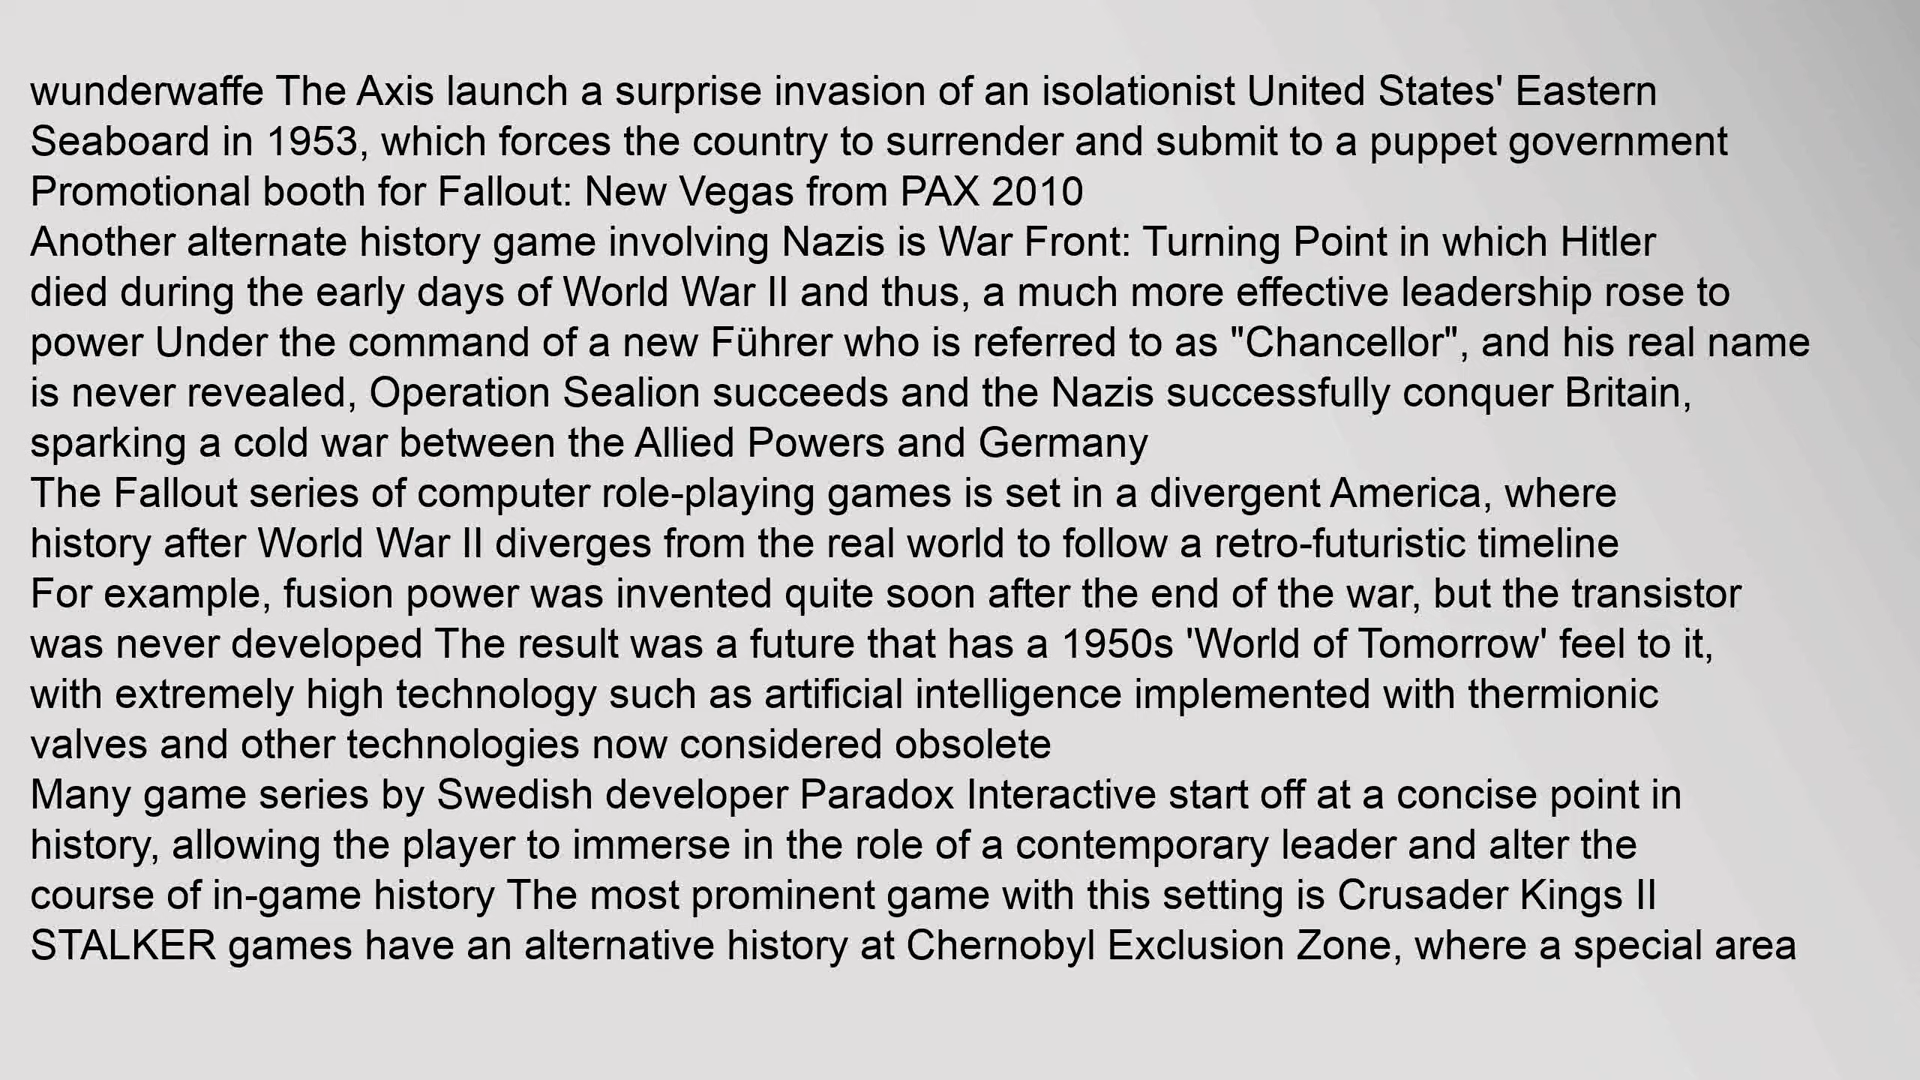 wunderwaffe The Axis launch a surprise invasion of an isolationist United States' Eastern
Seaboard in 1953, which forces the country to surrender and submit to a puppet government
Promotional booth for Fallout: New Vegas from PAX 2010
Another alternate history game involving Nazis is War Front: Turning Point in which Hitler
died during the early days of World War II and thus, a much more effective leadership rose to
power Under the command of a new Führer who is referred to as "Chancellor", and his real name
is never revealed, Operation Sealion succeeds and the Nazis successfully conquer Britain,
sparking a cold war between the Allied Powers and Germany
The Fallout series of computer role-playing games is set in a divergent America, where
history after World War II diverges from the real world to follow a retro-futuristic timeline
For example, fusion power was invented quite soon after the end of the war, but the transistor
was never developed The result was a future that has a 1950s 'World of Tomorrow' feel to it,
with extremely high technology such as artificial intelligence implemented with thermionic
valves and other technologies now considered obsolete
Many game series by Swedish developer Paradox Interactive start off at a concise point in
history, allowing the player to immerse in the role of a contemporary leader and alter the
course of in-game history The most prominent game with this setting is Crusader Kings II
STALKER games have an alternative history at Chernobyl Exclusion Zone, where a special area